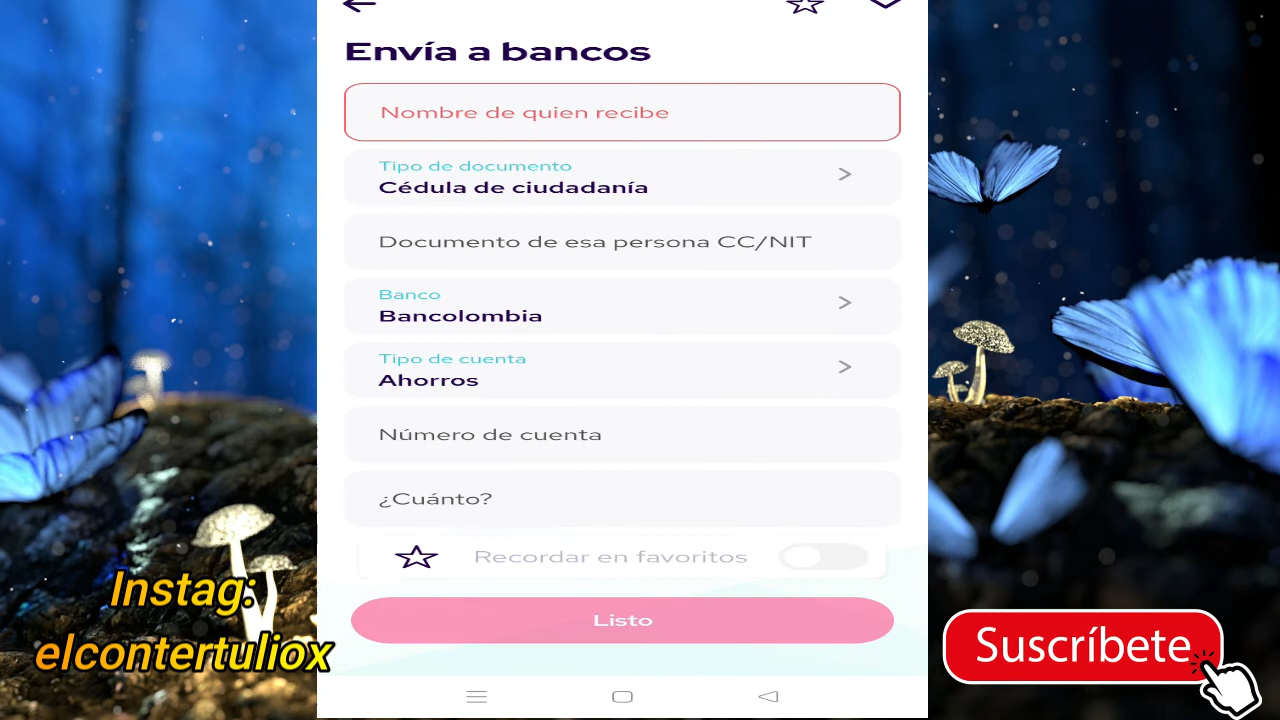 Envía a bancos
Nombre de quien recibe
Tipo de documento
Cédula de ciudadanía
Documento de esa persona CC/NIT
Banco
Bancolombia
Tipo de cuenta
Ahorros
Número de cuenta
¿Cuánto?
Recordar en favoritos
Listo
Instag:
elcontertuliox
Suscríbete